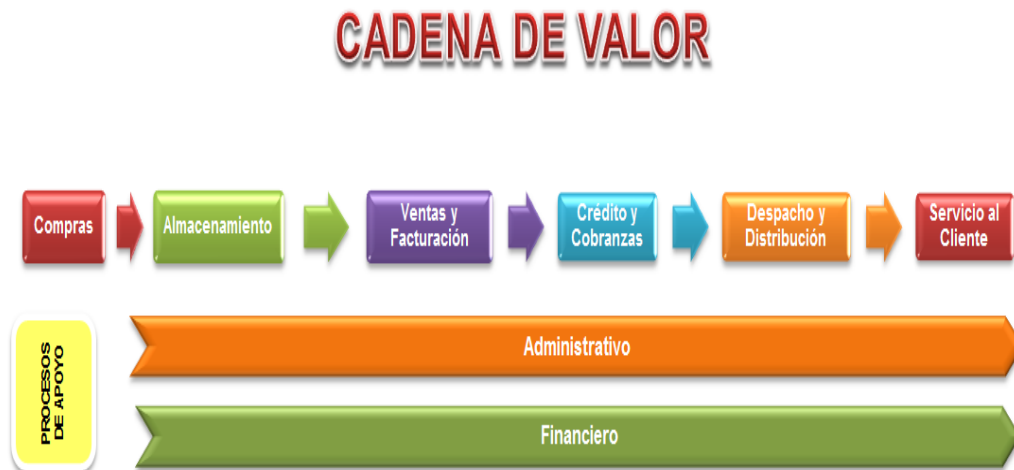 CADENA DE VALOR
Compras
Almacenamiento
Ventas y
Facturación
Crédito y
Cobranzas
Despacho y
Distribución
Servicio al
Cliente
PROCESOS
DE APOYO
Administrativo
Financiero